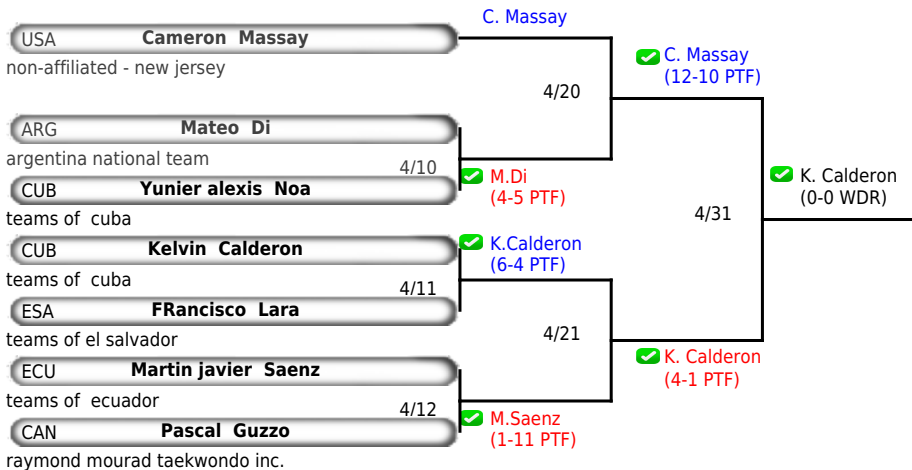 C. Massay
USA Cameron Massay
non-affiliated - new jersey
C. Massay
(12-10 PTF)
4/20
ARG Mateo Di
argentina national team
4/10
M.Di
(4-5 PTF)
CUB Yunier alexis Noa
teams of cuba
K. Calderon
(0-0 WDR)
4/31
CUB Kelvin Calderon
teams of cuba
K.Calderon
(6-4 PTF)
4/11
ESA FRancisco Lara
teams of el salvador
4/21
K. Calderon
(4-1 PTF)
ECU Martin javier Saenz
teams of ecuador
4/12
M.Saenz
(1-11 PTF)
CAN Pascal Guzzo
raymond mourad taekwondo inc.